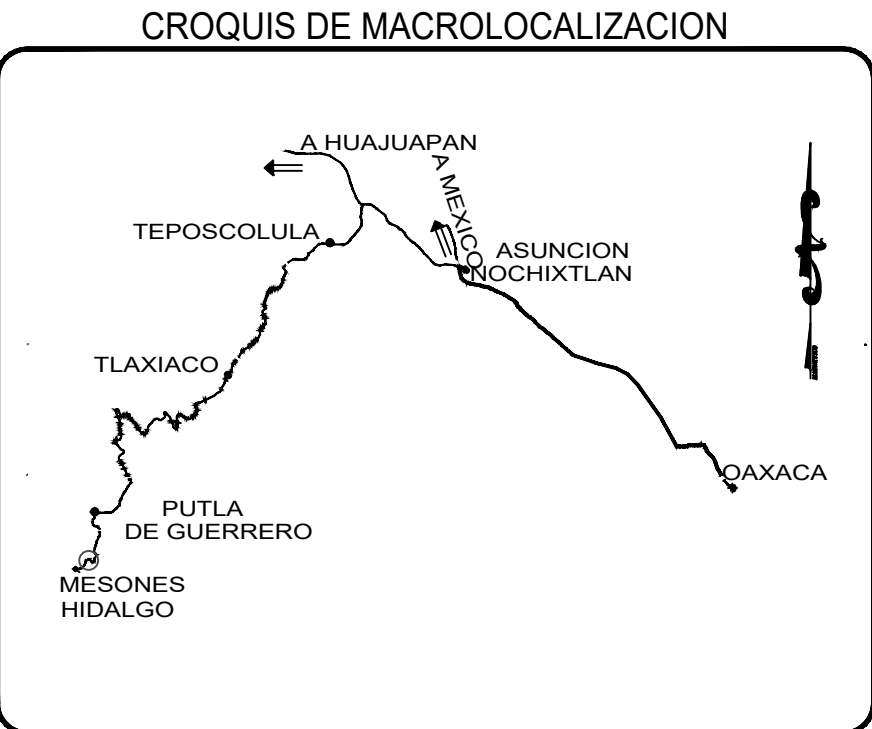 CROQUIS DE MACROLOCALIZACION
A HUAJUAPAN
A MEXICO
TEPOSCOLULA
ASUNCION
NOCHIXTLAN
TLAXIACO
OAXACA
PUTLA
DE GUERRERO
MESONES
HIDALGO